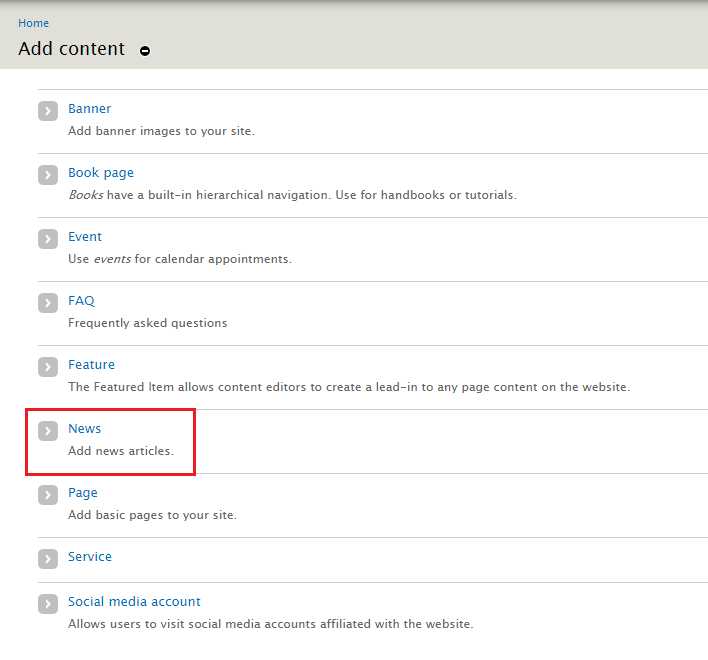 Home
Add content
Banner
Add banner images to your site.
Book page
Books have a built-in hierarchical navigation. Use for handbooks or tutorials.
Event
Use events for calendar appointments.
FAQ
Frequently asked questions
Feature
The Featured Item allows content editors to create a lead-in to any page content on the website.
News
Add news articles.
Page
Add basic pages to your site.
Service
Social media account
Allows users to visit social media accounts affiliated with the website.